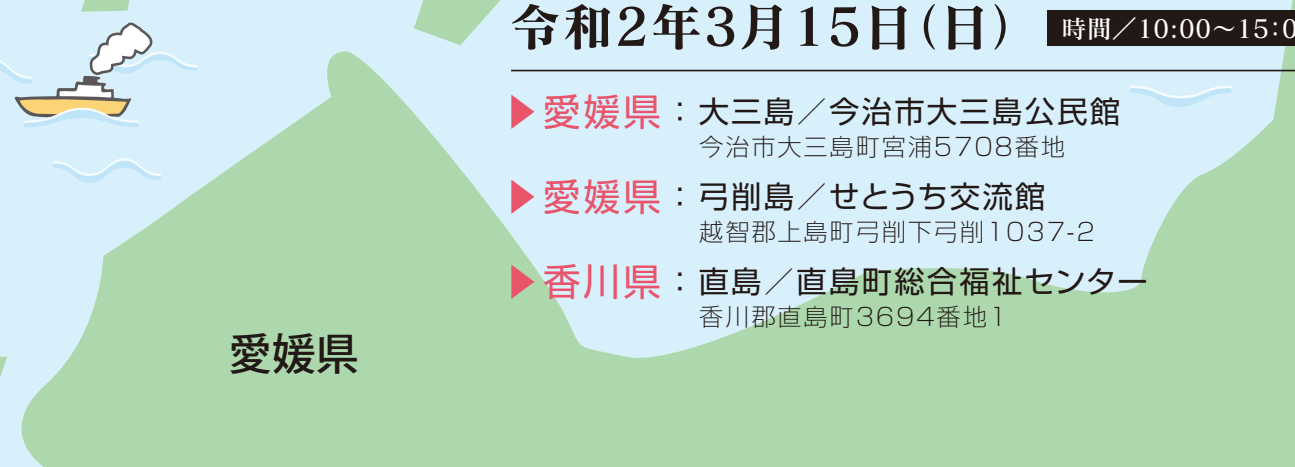 令和2年3月15日(日) 時間／10:00～15:0
▶愛媛県：大三島／今治市大三島公民館
今治市大三島町宮浦5708番地
▶愛媛県：弓削島／せとうち交流館
越智郡上島町弓削下弓削1037-2
▶香川県：直島／直島町総合福祉センター
香川郡直島町3694番地1
愛媛県